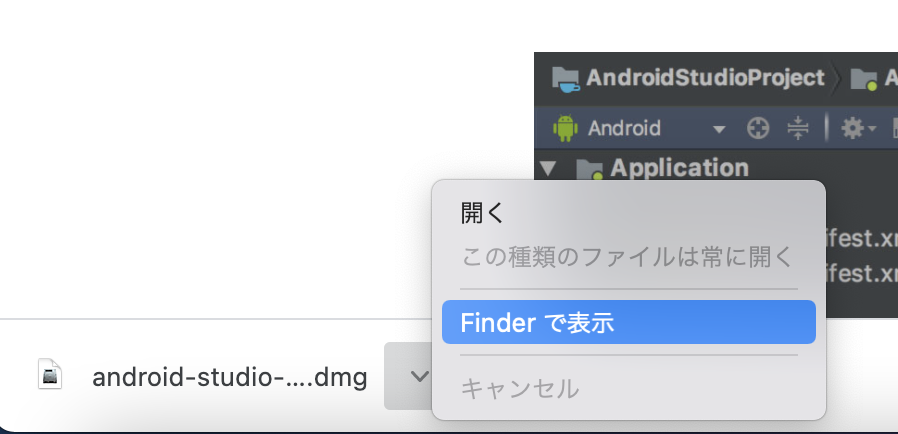 AndroidStudioProject
Android
Application
開く
この種類のファイルは常に開く
Finder で表示
キャンセル
android-studio-....dmg